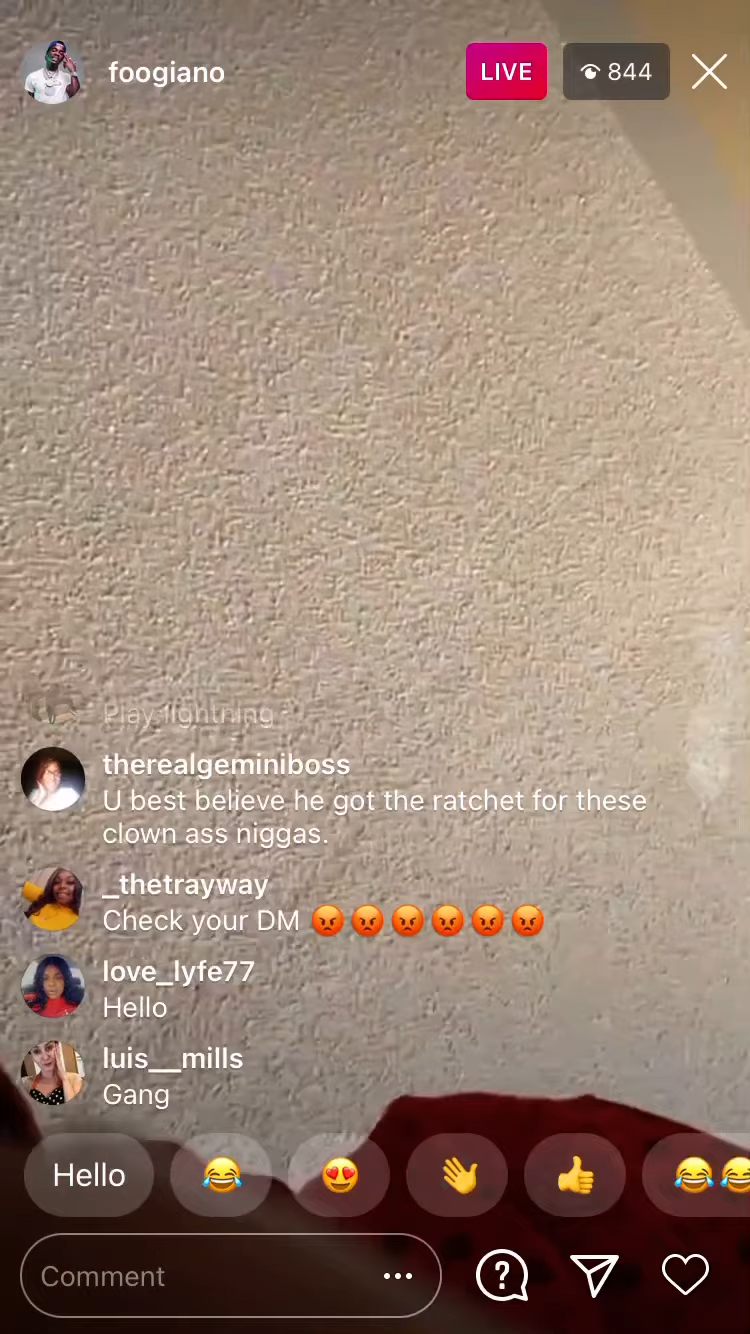 foogiano
LIVE
844
Play lightning
therealgeminiboss
U best believe he got the ratchet for these
clown ass niggas.
_thetrayway
Check your DM 😡😡😡😡😡😡
love_lyfe77
Hello
luis__mills
Gang
Hello
Comment